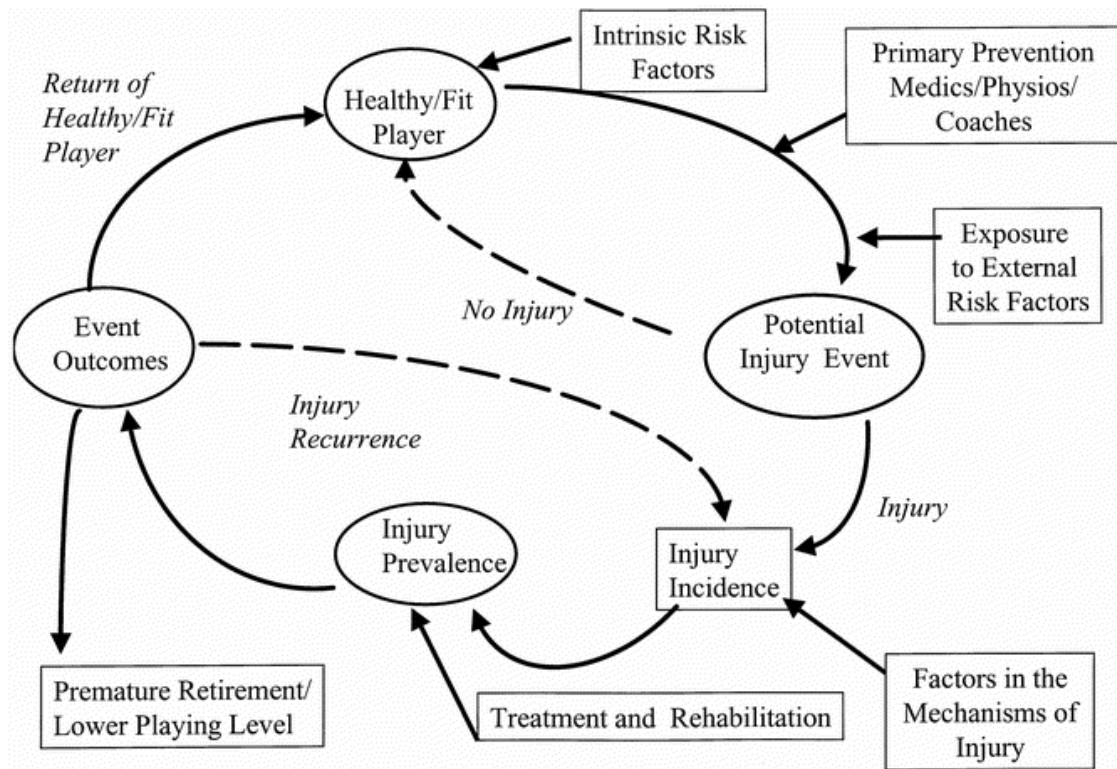 Intrinsic Risk
Factors
Primary Prevention
Medics/Physios/
Coaches
Return of
Healthy/Fit
Player
Healthy/Fit
Player
Exposure
to External
Risk Factors
No Injury
Event
Outcomes
Potential
Injury Event
Injury
Recurrence
Injury
Injury
Prevalence
Injury
Incidence
Premature Retirement/
Lower Playing Level
Treatment and Rehabilitation
Factors in the
Mechanisms of
Injury